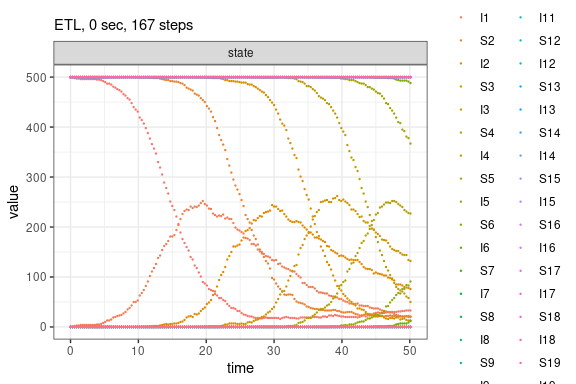 ETL, 0 sec, 167 steps
state
500
400
300
200
100
0
value
0 10 20 30 40 50
time
I1 I11
S2 S12
I2 I12
S3 S13
I3 I13
S4 S14
I4 I14
S5 S15
I5 I15
S6 S16
I6 I16
S7 S17
I7 I17
S8 S18
I8 I18
S9 S19